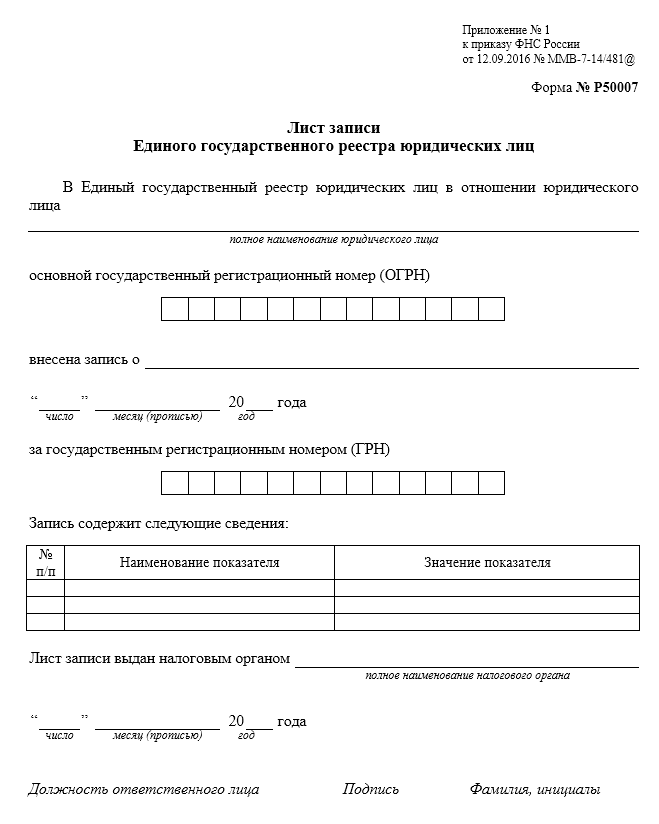 Приложение № 1
к приказу ФНС России
от 12.09.2016 № ММВ-7-14/481@
Форма № Р50007
Лист записи
Единого государственного реестра юридических лиц
В Единый государственный реестр юридических лиц в отношении юридического
лица
полное наименование юридического лица
основной государственный регистрационный номер (ОГРН)
внесена запись о
“ ” 20 года
число месяц (прописью) год
за государственным регистрационным номером (ГРН)
Запись содержит следующие сведения:
№
п/п Наименование показателя Значение показателя
Лист записи выдан налоговым органом
полное наименование налогового органа
“ ” 20 года
число месяц (прописью) год
Должность ответственного лица Подпись Фамилия, инициалы